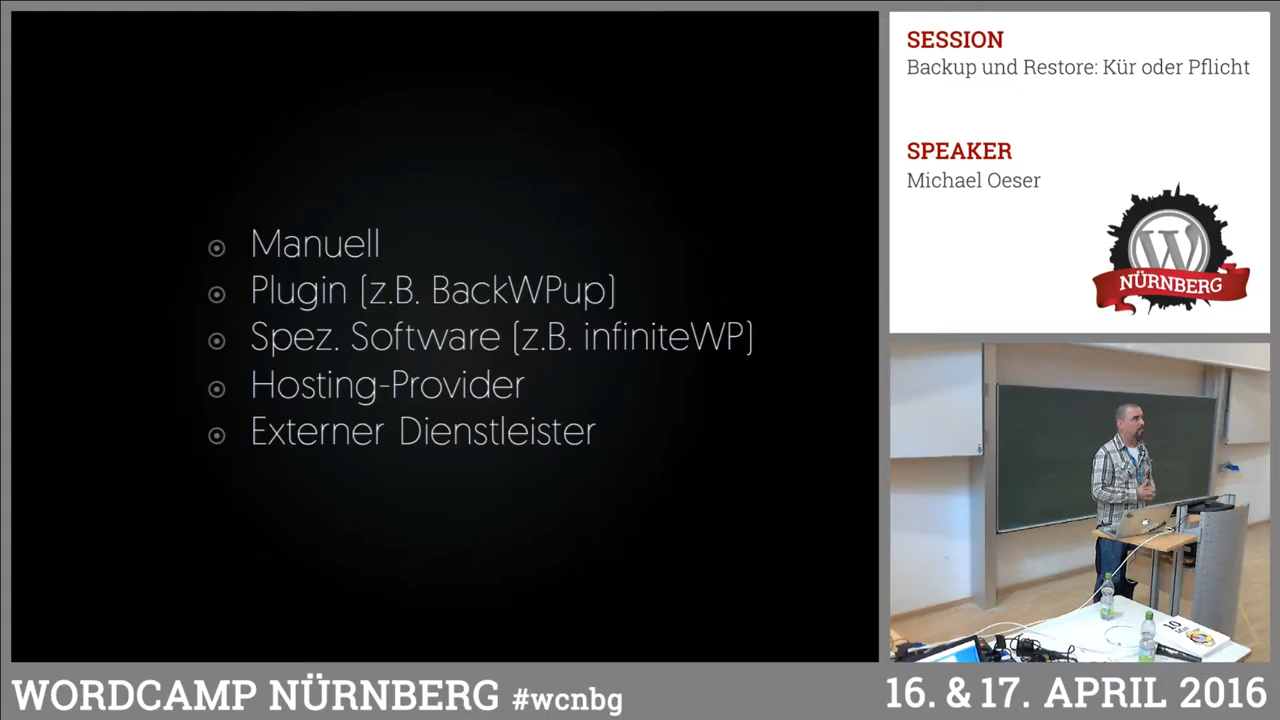 Manuell
Plugin (z.B. BackWPup)
Spez. Software (z.B. infiniteWP)
Hosting-Provider
Externer Dienstleister
SESSION
Backup und Restore: Kür oder Pflicht
SPEAKER
Michael Oeser
W
NÜRNBERG
WORDCAMP NÜRNBERG #wcnbg
16. & 17. APRIL 2016